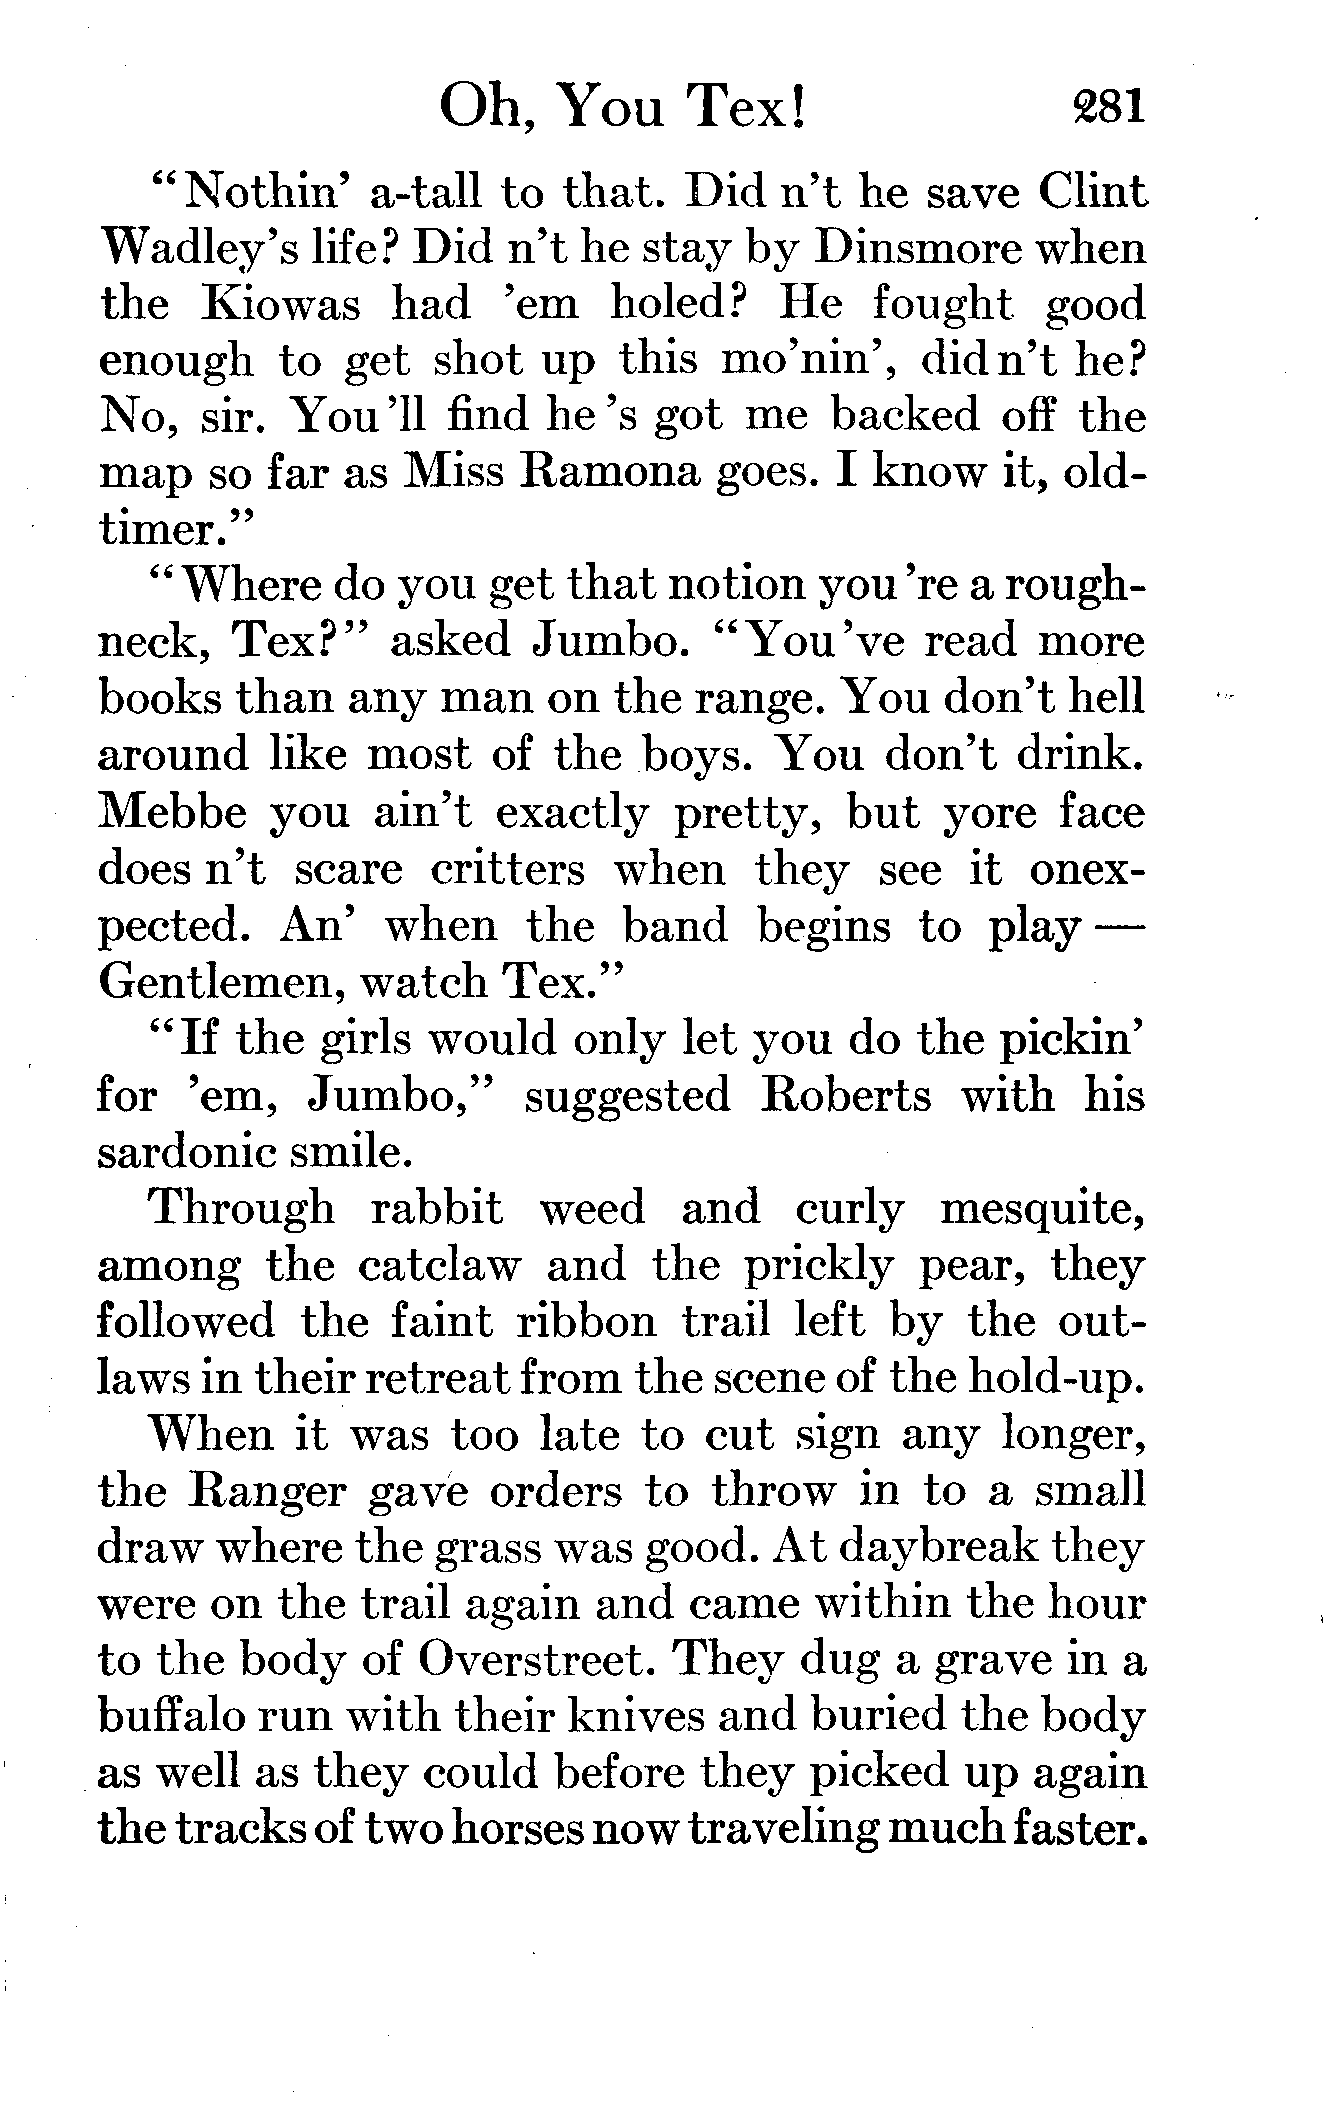 Oh, You Tex! 281
"Nothin' a-tall to that. Did n't he save Clint
Wadley's life? Did n't he stay by Dinsmore when
the Kiowas had 'em holed? He fought good
enough to get shot up this mo'nin', didn't he?
No, sir. You'll find he's got me backed off the
map so far as Miss Ramona goes. I know it, old-
timer."
"Where do you get that notion you're a rough-
neck, Tex?" asked Jumbo. "You've read more
books than any man on the range. You don't hell
around like most of the boys. You don't drink.
Mebbe you ain't exactly pretty, but yore face
does n't scare critters when they see it onex-
pected. An' when the band begins to play —
Gentlemen, watch Tex."
"If the girls would only let you do the pickin'
for 'em, Jumbo," suggested Roberts with his
sardonic smile.
Through rabbit weed and curly mesquite,
among the catclaw and the prickly pear, they
followed the faint ribbon trail left by the out-
laws in their retreat from the scene of the hold-up.
When it was too late to cut sign any longer,
the Ranger gave orders to throw in to a small
draw where the grass was good. At daybreak they
were on the trail again and came within the hour
to the body of Overstreet. They dug a grave in a
buffalo run with their knives and buried the body
as well as they could before they picked up again
the tracks of two horses now traveling much faster.